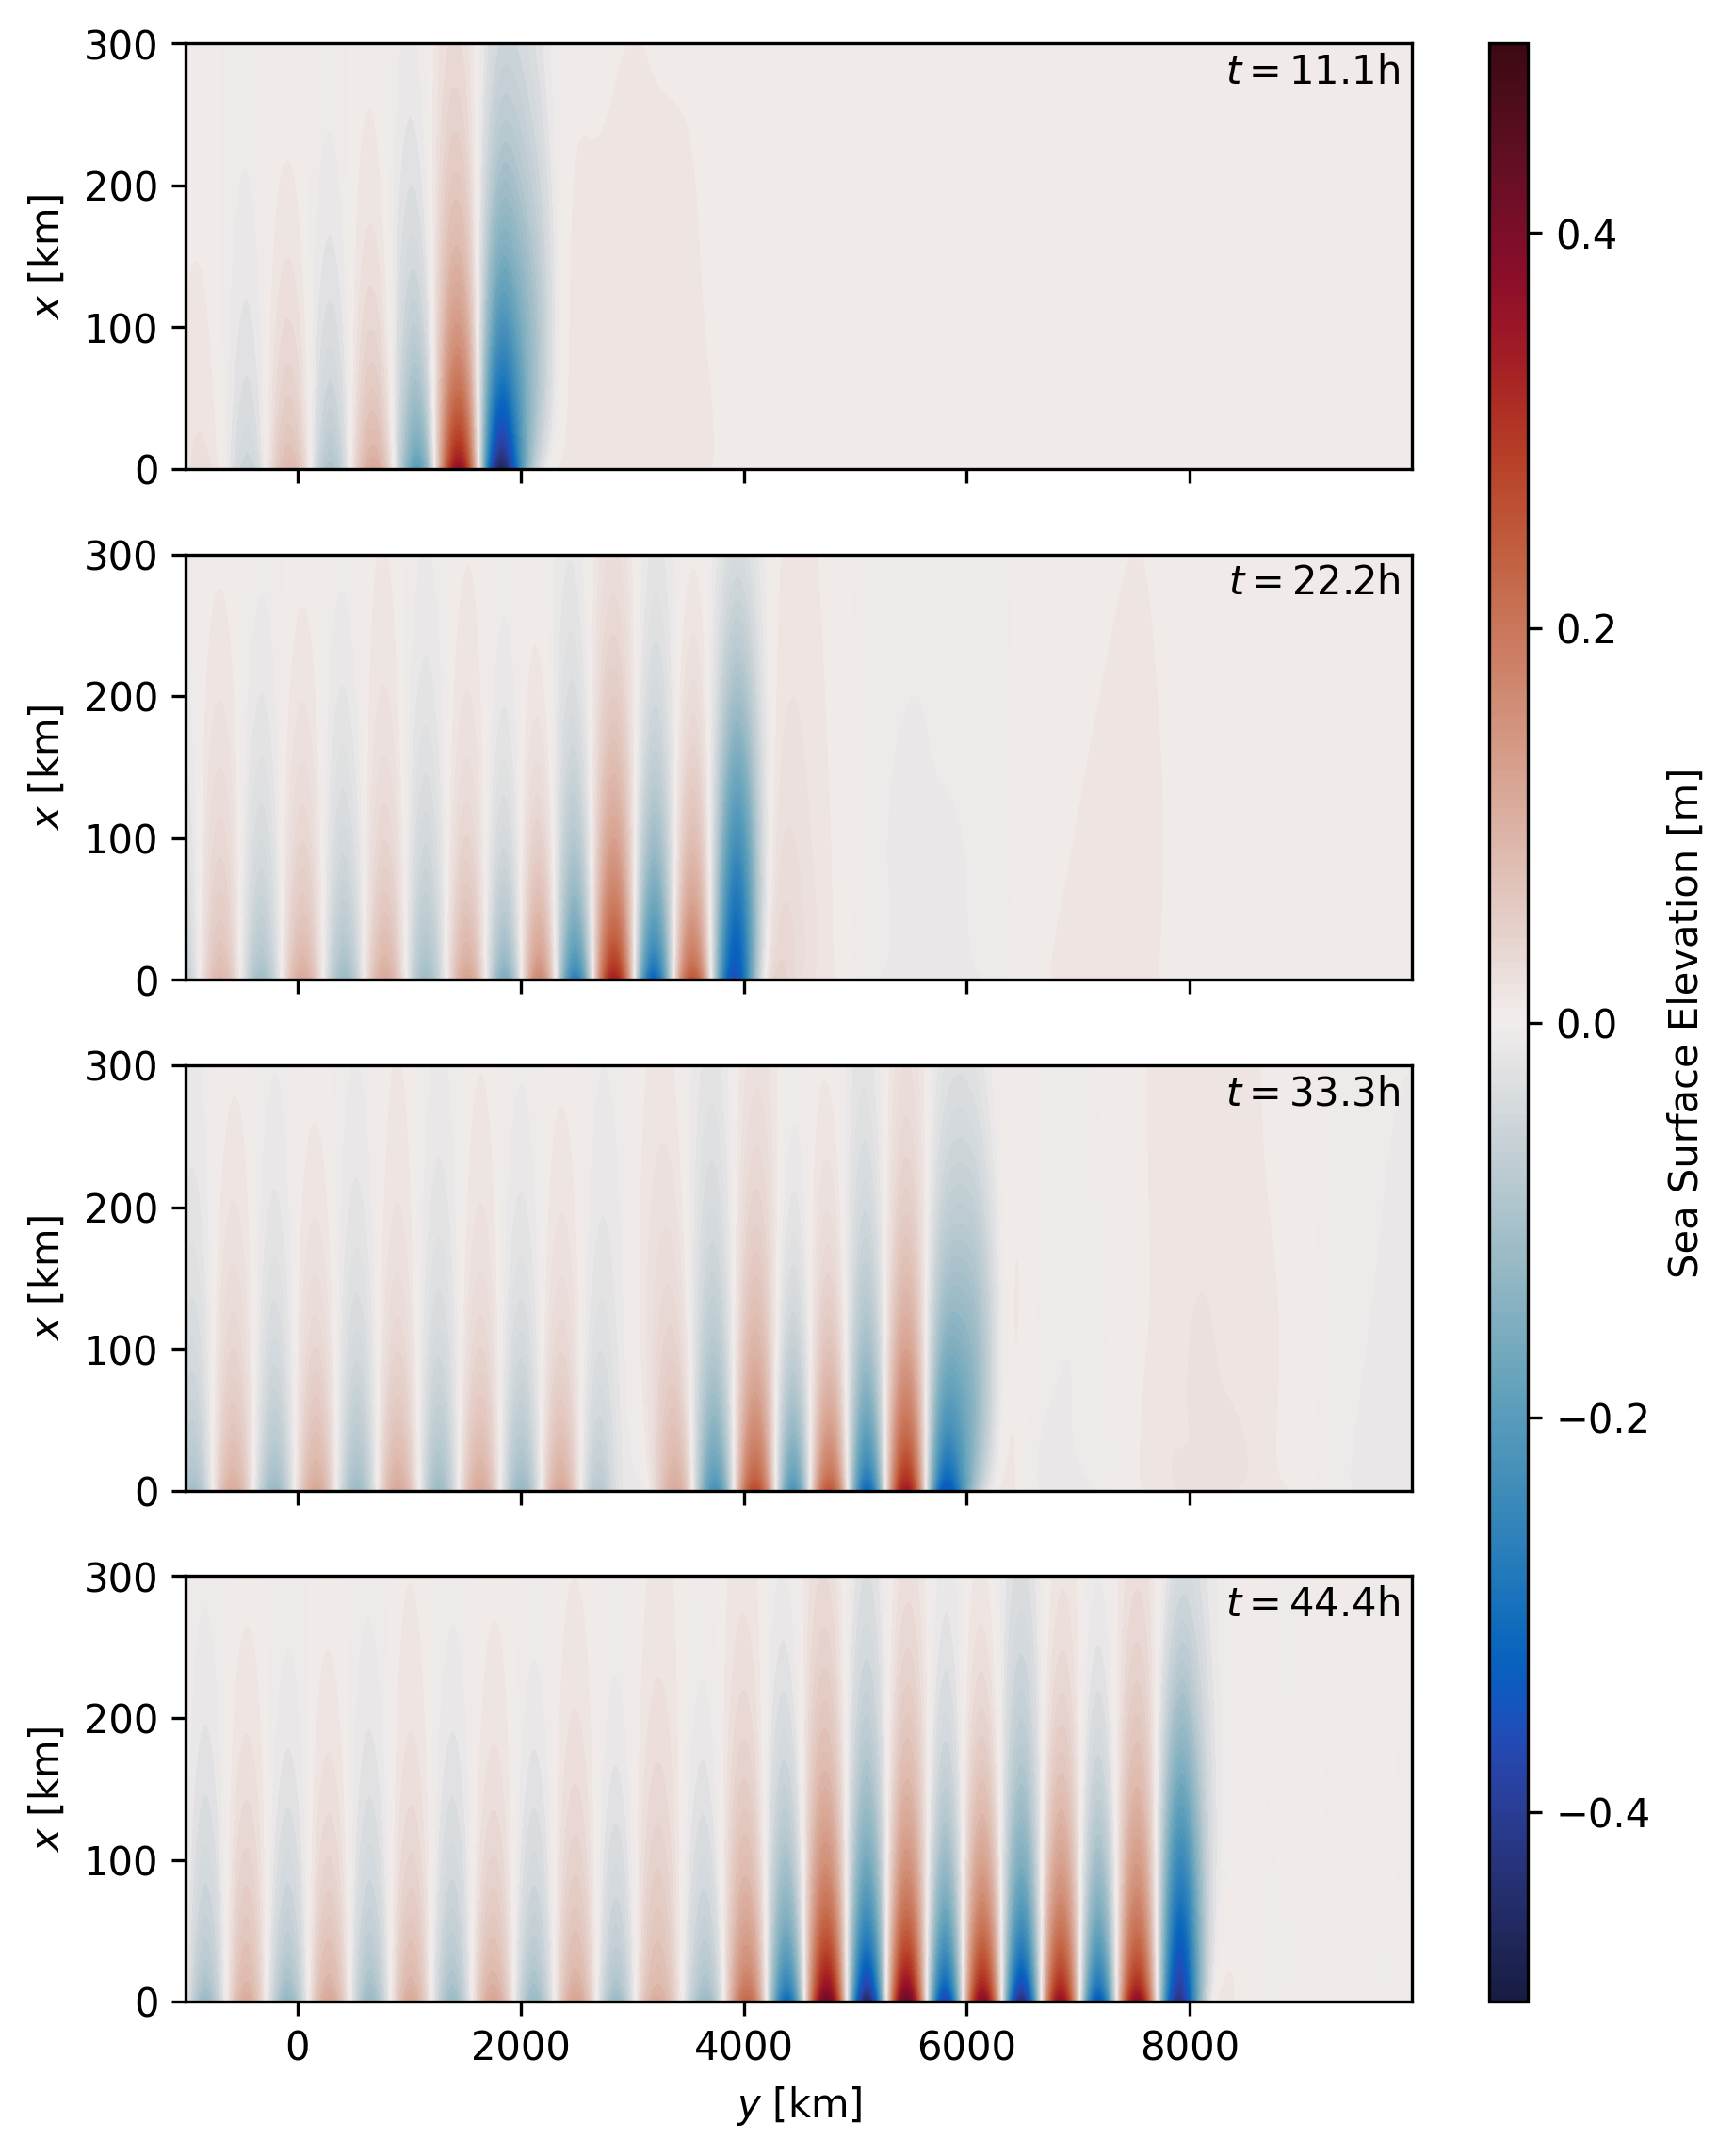 300
200
100
0
x [km]
t = 11.1h
300
200
100
0
x [km]
t = 22.2h
300
200
100
0
x [km]
t = 33.3h
300
200
100
0
x [km]
t = 44.4h
0 2000 4000 6000 8000
y [km]
0.4
0.2
0.0
−0.2
−0.4
Sea Surface Elevation [m]